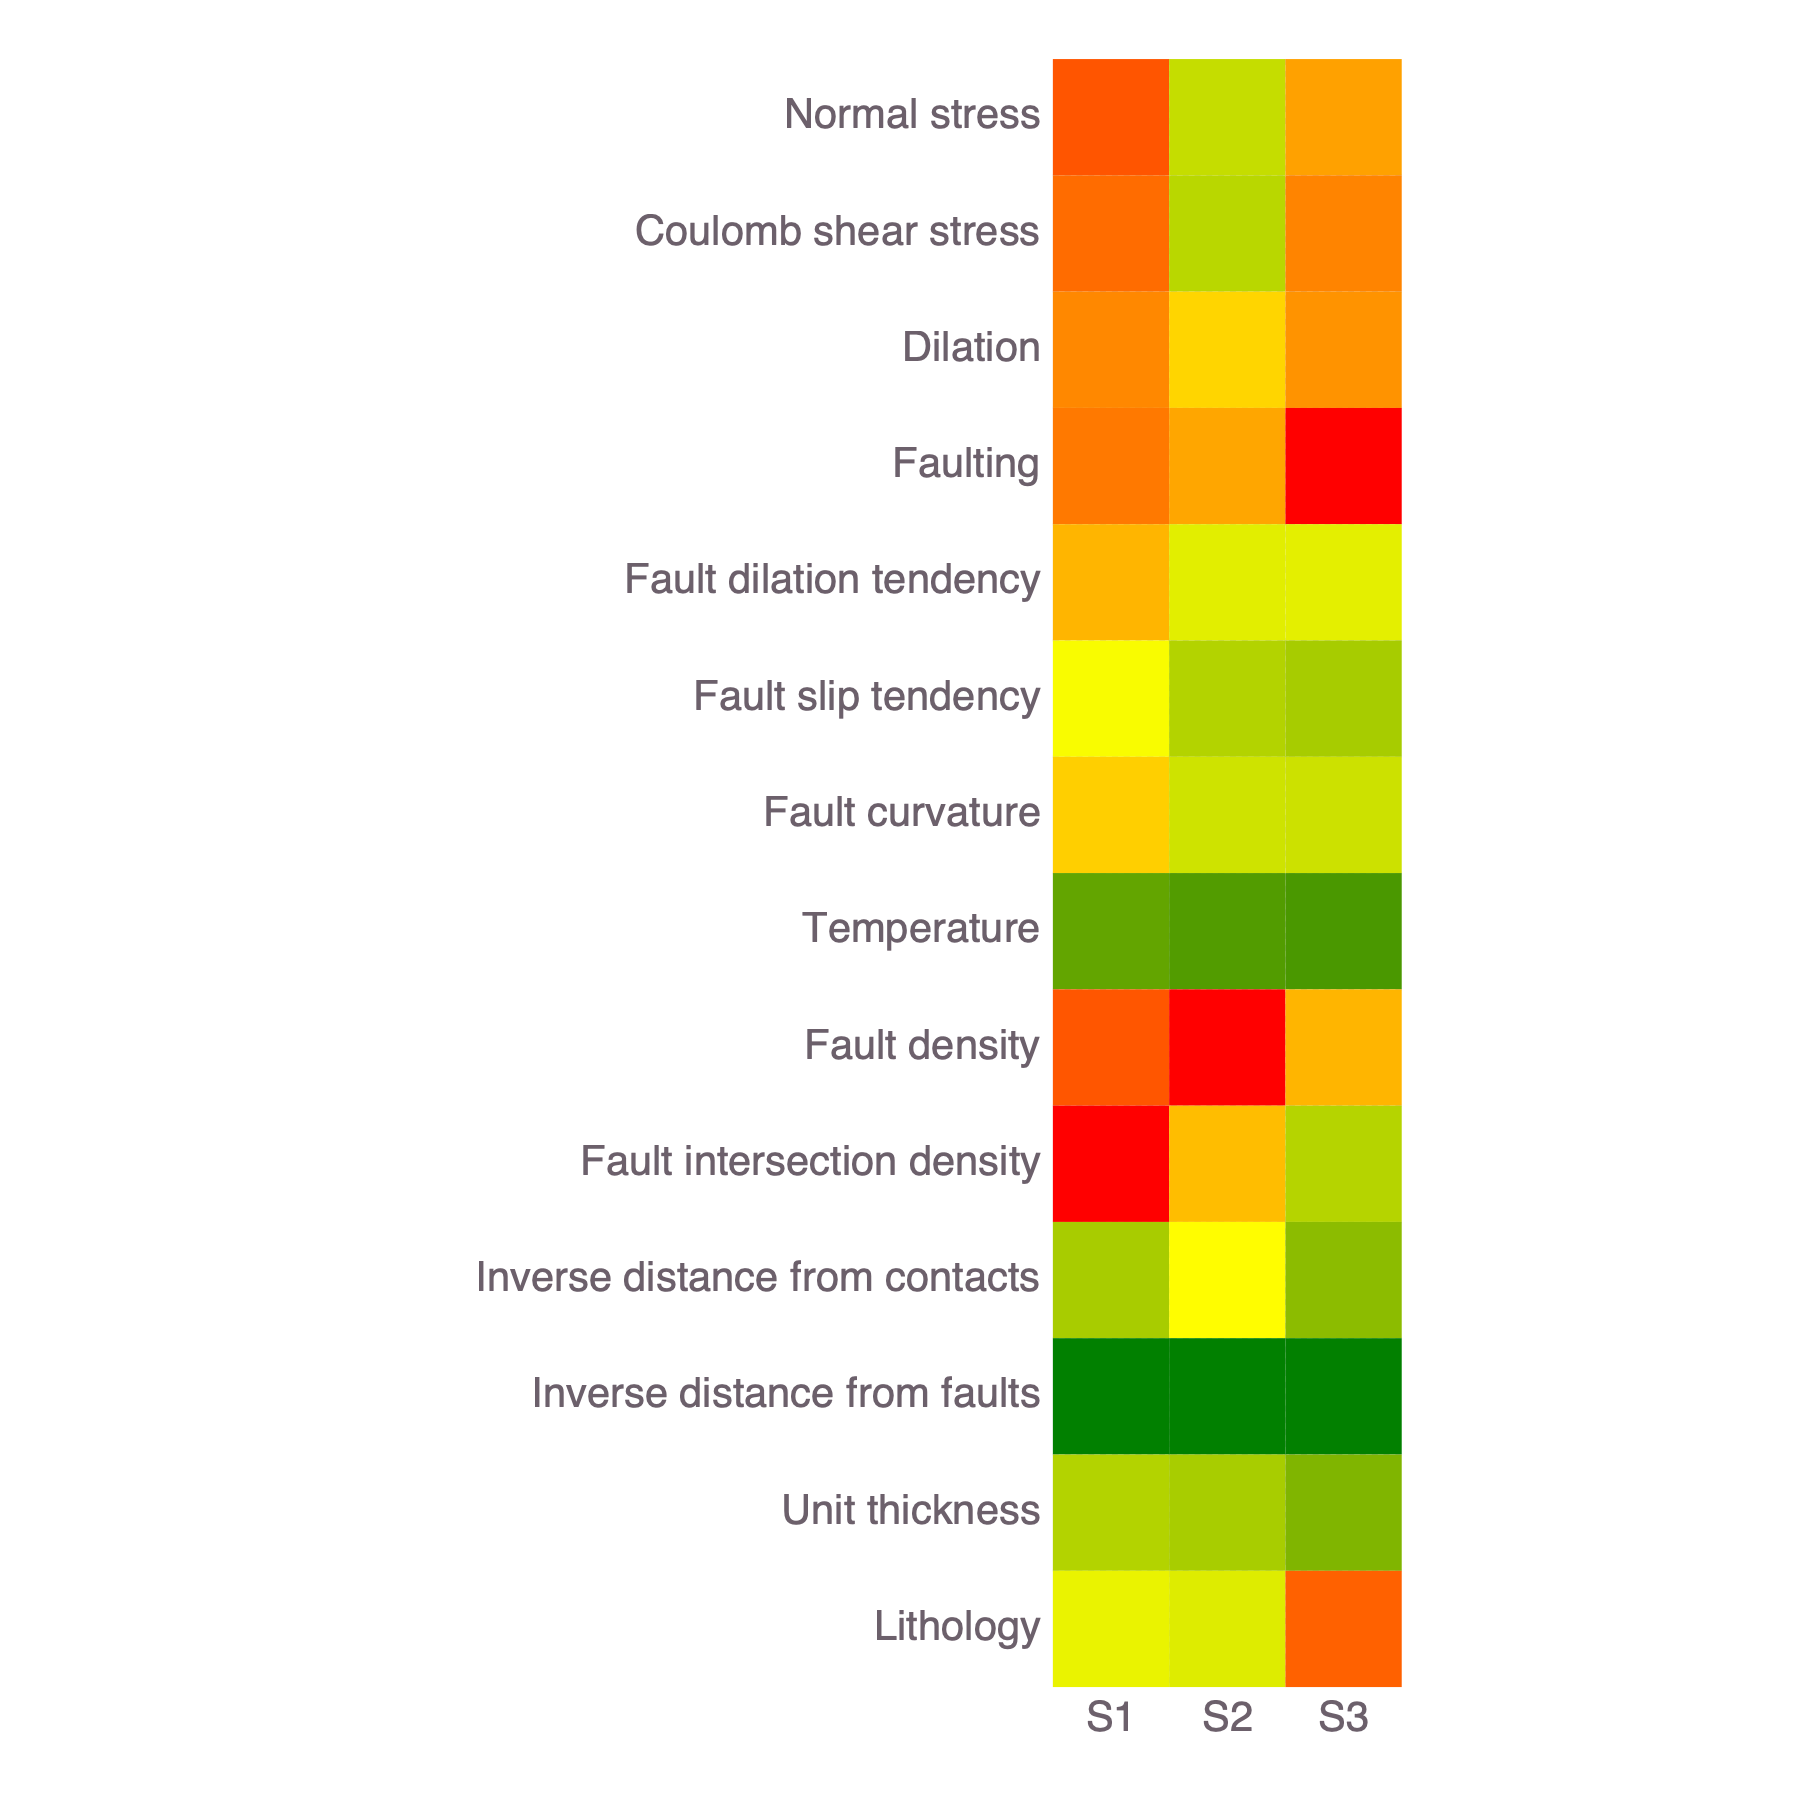 Normal stress
Coulomb shear stress
Dilation
Faulting
Fault dilation tendency
Fault slip tendency
Fault curvature
Temperature
Fault density
Fault intersection density
Inverse distance from contacts
Inverse distance from faults
Unit thickness
Lithology
S1 S2 S3